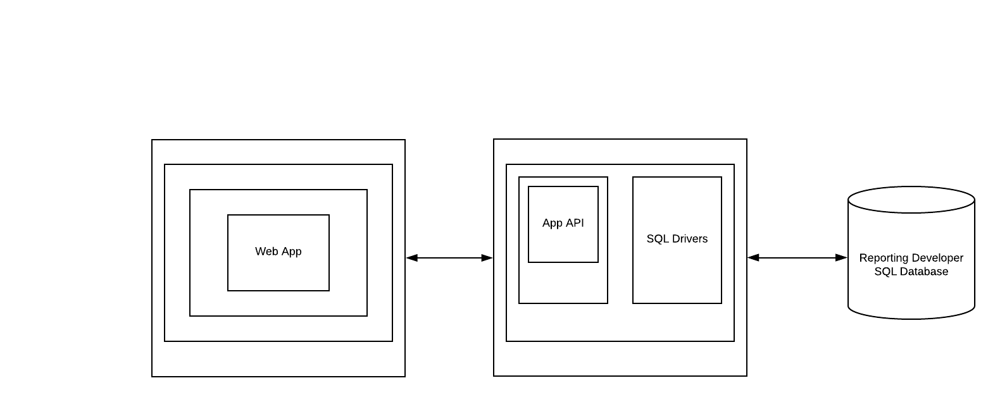 Web App
App API
SQL Drivers
Reporting Developer
SQL Database